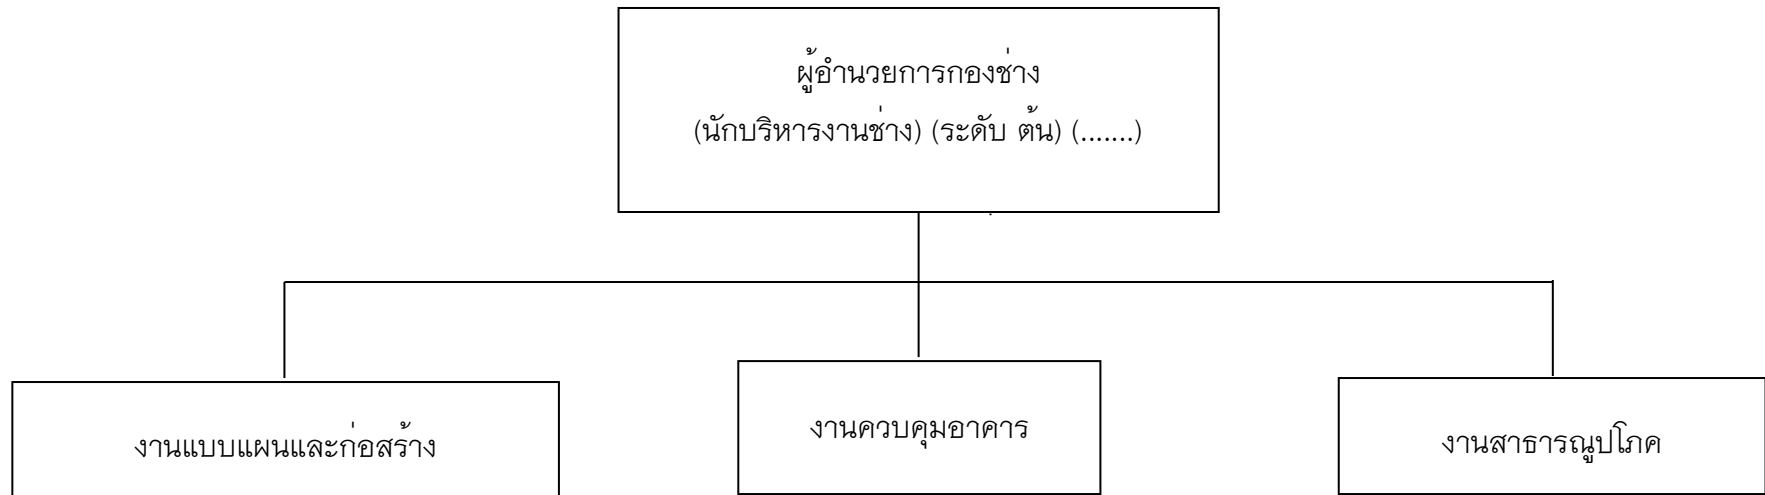 ผู้อำนวยการกองช่าง
(นักบริหารงานช่าง) (ระดับ ต้น) (.......)
งานแบบแผนและก่อสร้าง
งานควบคุมอาคาร
งานสาธารณูปโภค